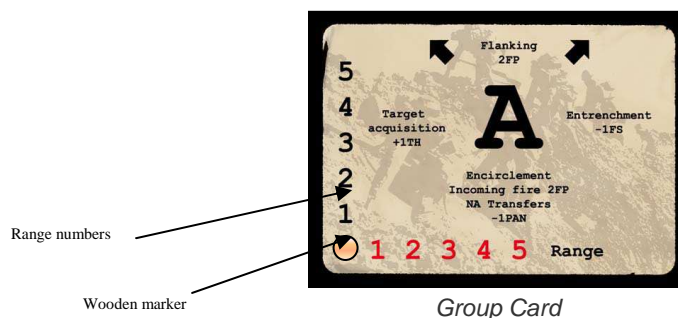 Flanking
2FP
5
4
3
2
1
Target
acquisition
+1TH
A
Entrenchment
-1FS
Encirclement
Incoming fire 2FP
NA Transfers
-1PAN
1 2 3 4 5 Range
Range numbers
Wooden marker
Group Card